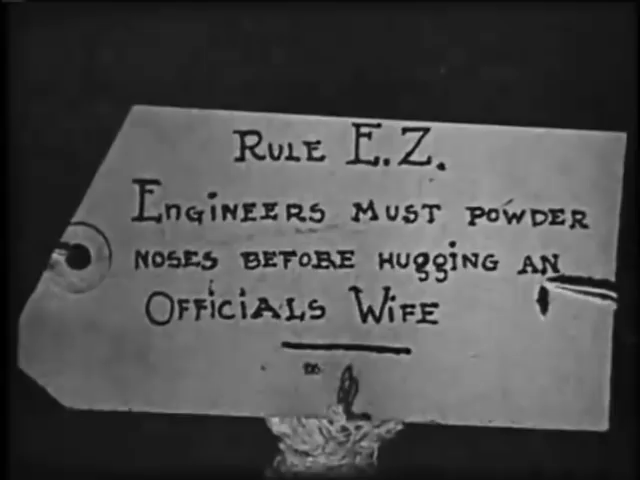 RULE E.Z.
ENGINEERS MUST POWDER
NOSES BEFORE HUGGING AN
OFFICIALS WIFE